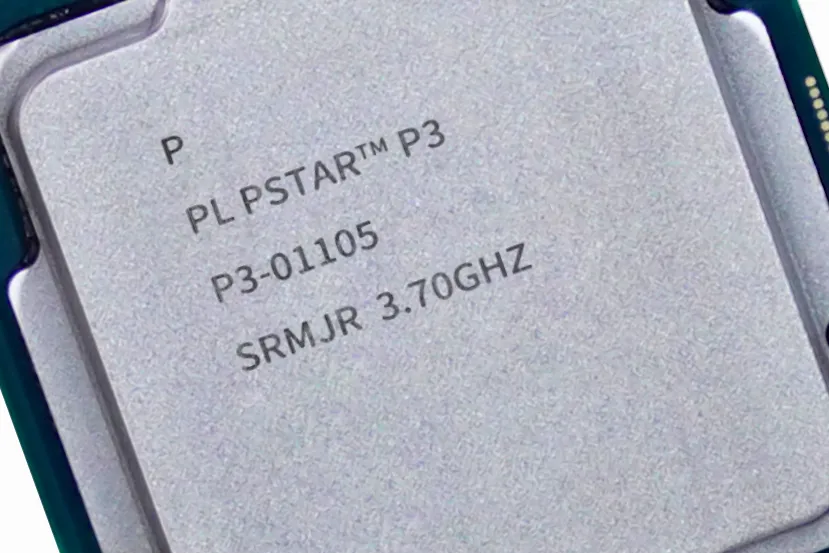 P
PL PSTAR™ P3
P3-01105
SRMJR 3.70GHZ